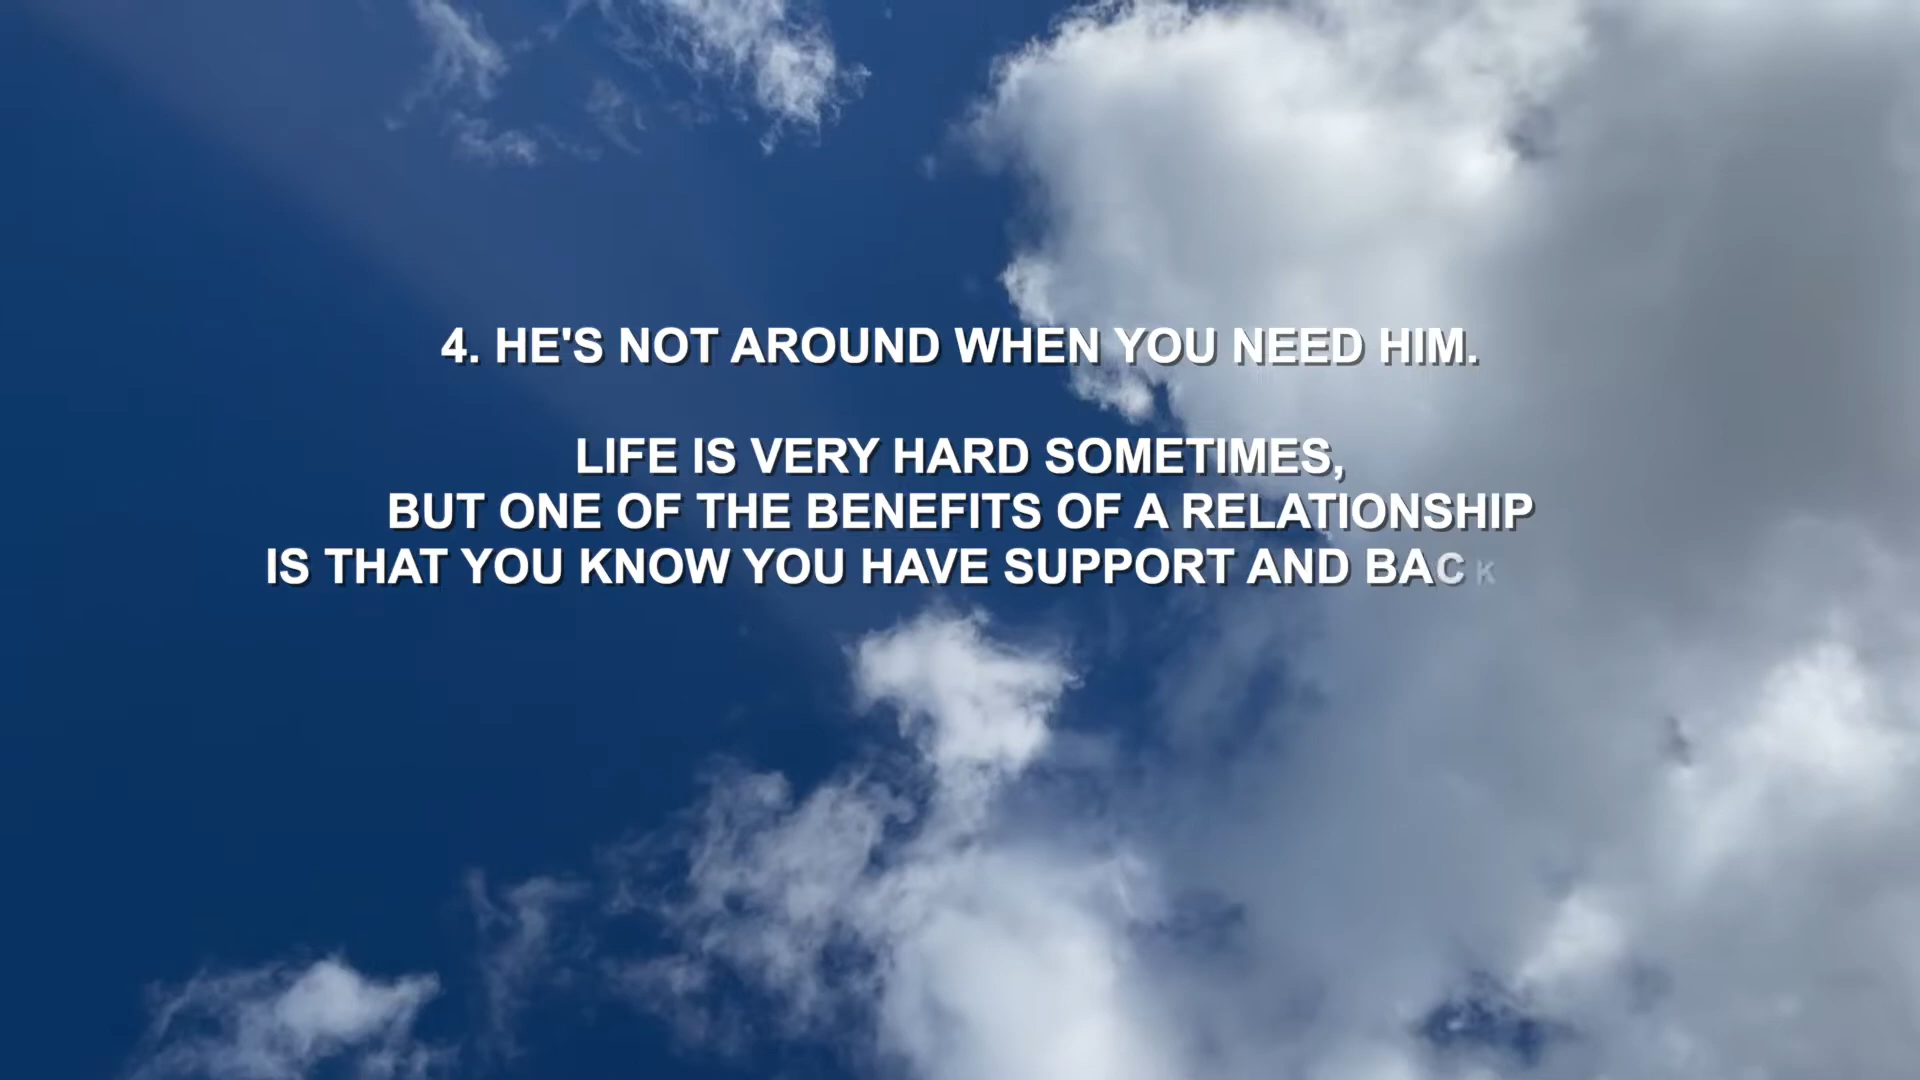 4. HE'S NOT AROUND WHEN YOU NEED HIM.
LIFE IS VERY HARD SOMETIMES,
BUT ONE OF THE BENEFITS OF A RELATIONSHIP
IS THAT YOU KNOW YOU HAVE SUPPORT AND BACK